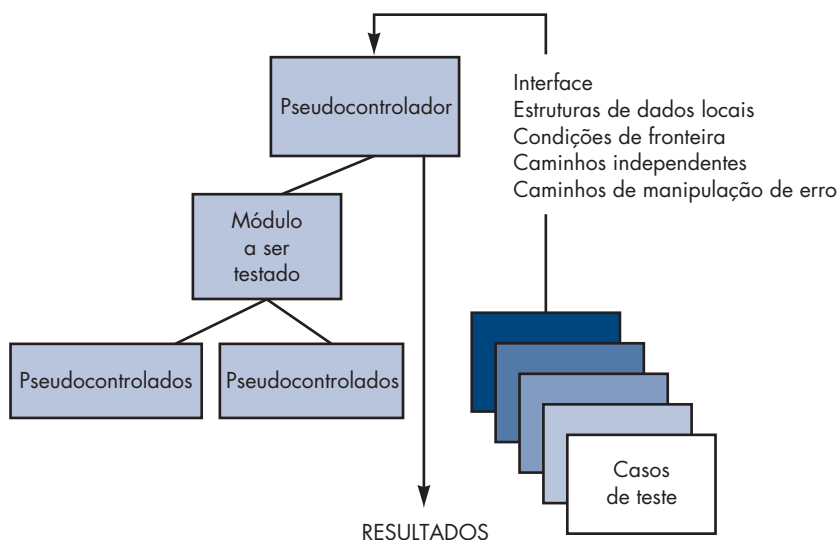 Pseudocontrolador
Interface
Estruturas de dados locais
Condições de fronteira
Caminhos independentes
Caminhos de manipulação de erro
Módulo
a ser
testado
Pseudocontrolados
Pseudocontrolados
Casos
de teste
RESULTADOS